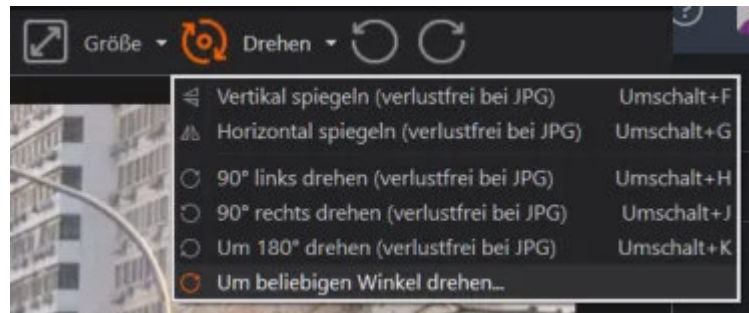 Größe Drehen
Vertikal spiegeln (verlustfrei bei JPG) Umschalt+F
Horizontal spiegeln (verlustfrei bei JPG) Umschalt+G
90° links drehen (verlustfrei bei JPG) Umschalt+H
90° rechts drehen (verlustfrei bei JPG) Umschalt+J
Um 180° drehen (verlustfrei bei JPG) Umschalt+K
Um beliebigen Winkel drehen...